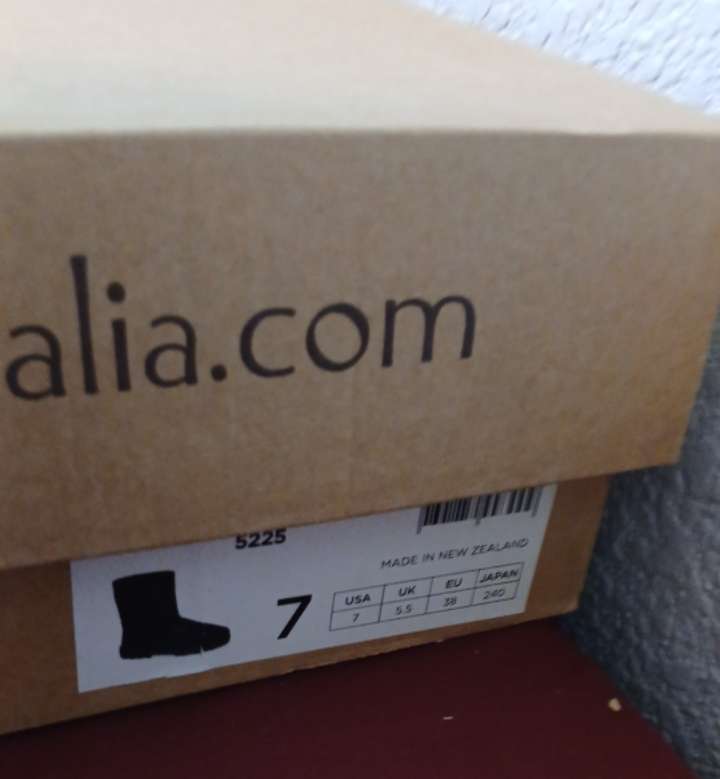 alia.com
5225
MADE IN NEW ZEALAND
7
USA UK EU JAPAN
7 5.5 38 240